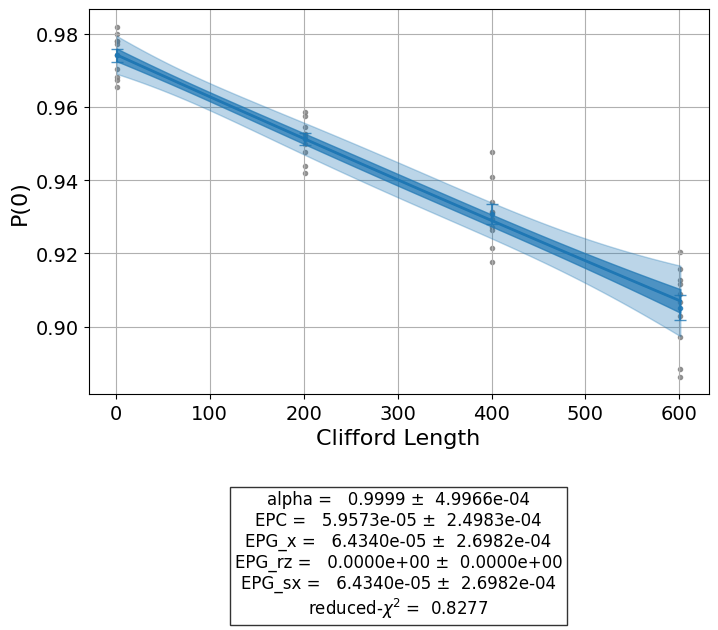 0.98
0.96
0.94
0.92
0.90
P(0)
0 100 200 300 400 500 600
Clifford Length
alpha = 0.9999 ± 4.9966e-04
EPC = 5.9573e-05 ± 2.4983e-04
EPG_x = 6.4340e-05 ± 2.6982e-04
EPG_rz = 0.0000e+00 ± 0.0000e+00
EPG_sx = 6.4340e-05 ± 2.6982e-04
reduced-χ² = 0.8277